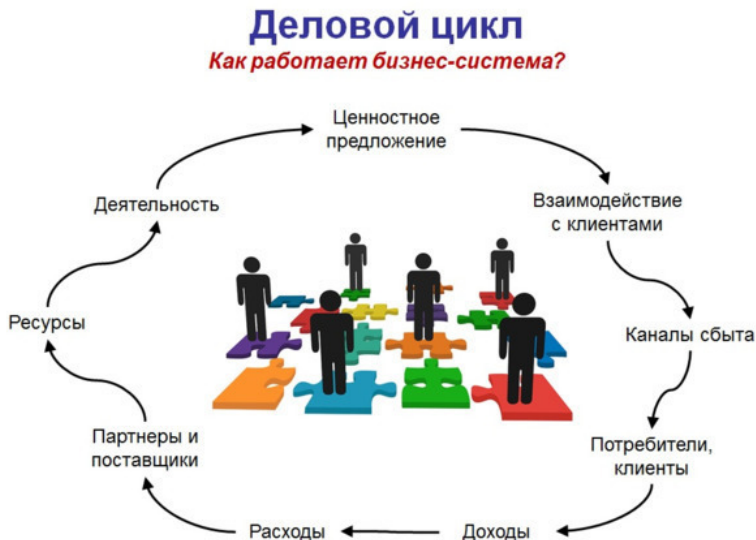 Деловой цикл
Как работает бизнес-система?
Ценностное
предложение
Взаимодействие
с клиентами
Каналы сбыта
Потребители,
клиенты
Доходы
Расходы
Партнеры и
поставщики
Ресурсы
Деятельность